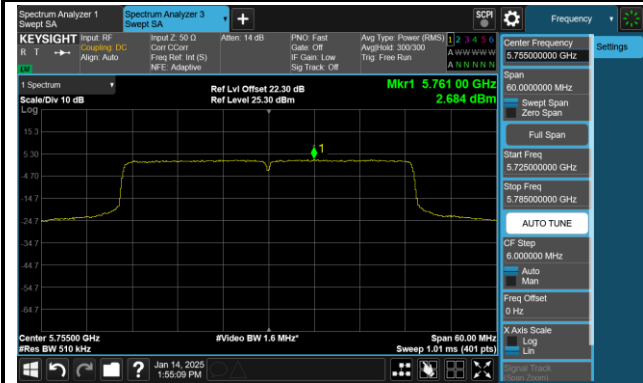 Spectrum Analyzer 1
Swept SA
Spectrum Analyzer 3
Swept SA
+
SCPI
Frequency
KEYSIGHT
R T
Input: RF
Coupling: DC
Align: Auto
Input Z: 50 Ω
Corr CCorr
Freq Ref: Int (S)
NFE: Adaptive
Atten: 14 dB
PNO: Fast
Gate: Off
IF Gain: Low
Sig Track: Off
Avg Type: Power (RMS)
Avg|Hold: 300/300
Trig: Free Run
1 2 3 4 5 6
A W W W W W
A N N N N N
1 Spectrum
Scale/Div 10 dB
Log
Ref Lvl Offset 22.30 dB
Ref Level 25.30 dBm
Mkr1 5.761 00 GHz
2.684 dBm
15.3
5.30
-4.70
-14.7
-24.7
-34.7
-44.7
-54.7
-64.7
1
Center 5.75500 GHz
#Res BW 510 kHz
#Video BW 1.6 MHz*
Span 60.00 MHz
Sweep 1.01 ms (401 pts)
Center Frequency
5.755000000 GHz
Settings
Span
60.0000000 MHz
Swept Span
Zero Span
Full Span
Start Freq
5.725000000 GHz
Stop Freq
5.785000000 GHz
AUTO TUNE
CF Step
6.000000 MHz
Auto
Man
Freq Offset
0 Hz
X Axis Scale
Log
Lin
Signal Track
(Span Zoom)
?
Jan 14, 2025
1:55:09 PM